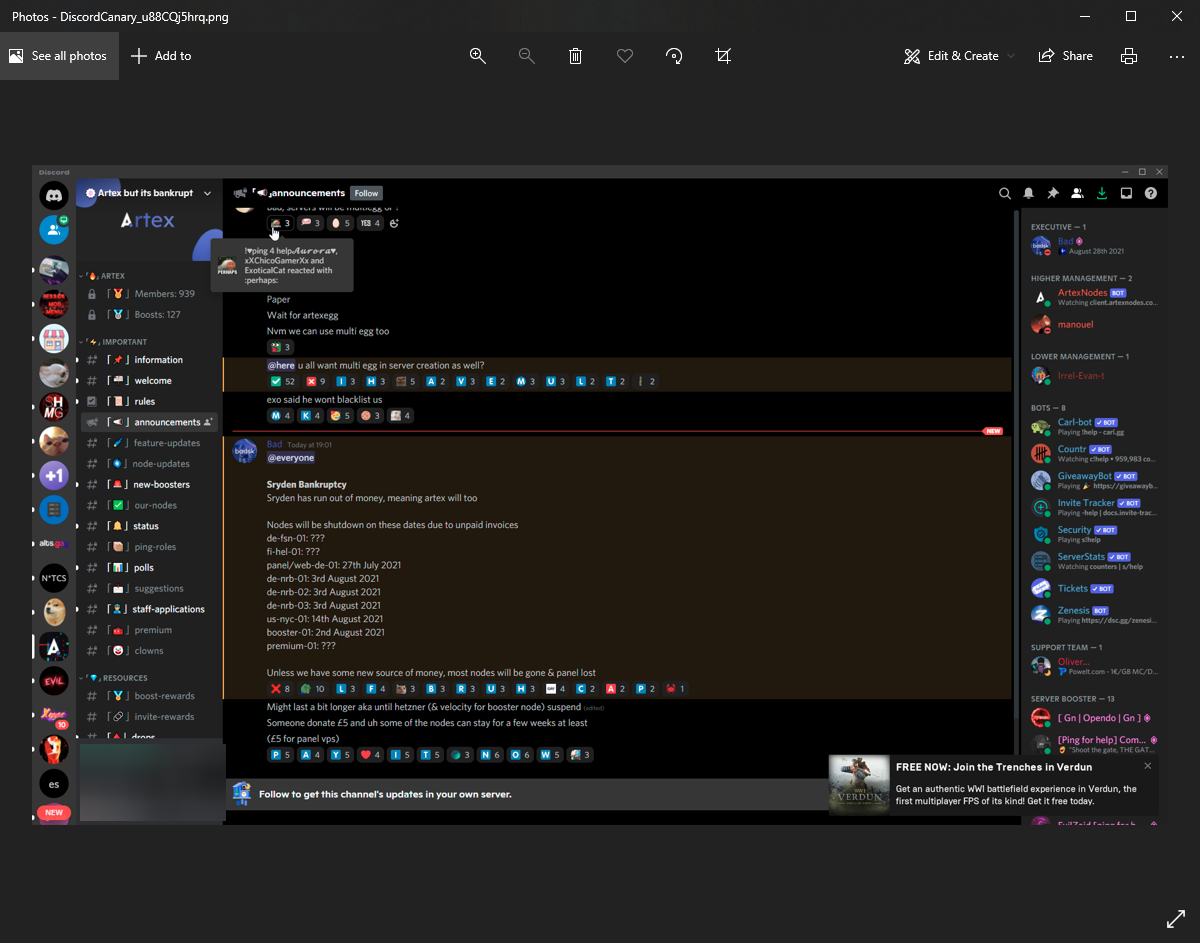 Photos - DiscordCanary_u88CQj5hrq.png
See all photos
Add to
Edit & Create
Share
Discord
Artex but its bankrupt
Artex
ARTEX
Members: 939
Boosts: 127
IMPORTANT
information
welcome
rules
announcements
feature-updates
node-updates
new-boosters
our-nodes
status
ping-roles
polls
suggestions
staff-applications
premium
clowns
RESOURCES
boost-rewards
invite-rewards
drops
+1
N*TCS
EVIL
10
es
NEW
announcements
Follow
3 3 5 YES 4
!♥ping 4 help𝓐𝓾𝓻𝓸𝓻𝓪♥,
xXChicoGamerXx and
ExoticalCat reacted with
:perhaps:
PERHAPS
Paper
Wait for artexegg
Nvm we can use multi egg too
3
@here u all want multi egg in server creation as well?
52 9 I 3 H 3 5 A 2 V 3 E 2 M 3 U 3 L 2 T 2 2
exo said he wont blacklist us
M 4 K 4 5 3 4
NEW
badsk
Bad Today at 19:01
@everyone
Sryden Bankruptcy
Sryden has run out of money, meaning artex will too
Nodes will be shutdown on these dates due to unpaid invoices
de-fsn-01: ???
fi-hel-01: ???
panel/web-de-01: 27th July 2021
de-nrb-01: 3rd August 2021
de-nrb-02: 3rd August 2021
de-nrb-03: 3rd August 2021
us-nyc-01: 14th August 2021
booster-01: 2nd August 2021
premium-01: ???
Unless we have some new source of money, most nodes will be gone & panel lost
8 10 L 3 F 4 3 B 3 R 3 U 3 H 3 4 C 2 A 2 P 2 1
Might last a bit longer aka until hetzner (& velocity for booster node) suspend (edited)
Someone donate £5 and uh some of the nodes can stay for a few weeks at least
(£5 for panel vps)
P 5 A 4 Y 5 4 I 5 T 5 3 N 6 O 6 W 5 3
Follow to get this channel's updates in your own server.
EXECUTIVE — 1
Bad
August 28th 2021
HIGHER MANAGEMENT — 2
ArtexNodes BOT
Watching client.artexnodes.co...
manouel
LOWER MANAGEMENT — 1
Irrel-Evan-t
BOTS — 8
Carl-bot BOT
Playing !help - carl.gg
Countr BOT
Watching c!help • 959,983 co...
GiveawayBot BOT
Playing https://giveawayb...
Invite Tracker BOT
Playing -help | docs.invite-trac...
Security BOT
Playing s!help
ServerStats BOT
Watching counters | s/help
Tickets BOT
Zenesis BOT
Playing https://dsc.gg/zenesi...
SUPPORT TEAM — 1
Oliver...
Powelt.com - 1€/GB MC/D...
SERVER BOOSTER — 13
[ Gn | Opendo | Gn ]
[Ping for help] Com...
"Shoot the gate, THE GAT...
VERDUN
FREE NOW: Join the Trenches in Verdun
Get an authentic WWI battlefield experience in Verdun, the
first multiplayer FPS of its kind! Get it free today.